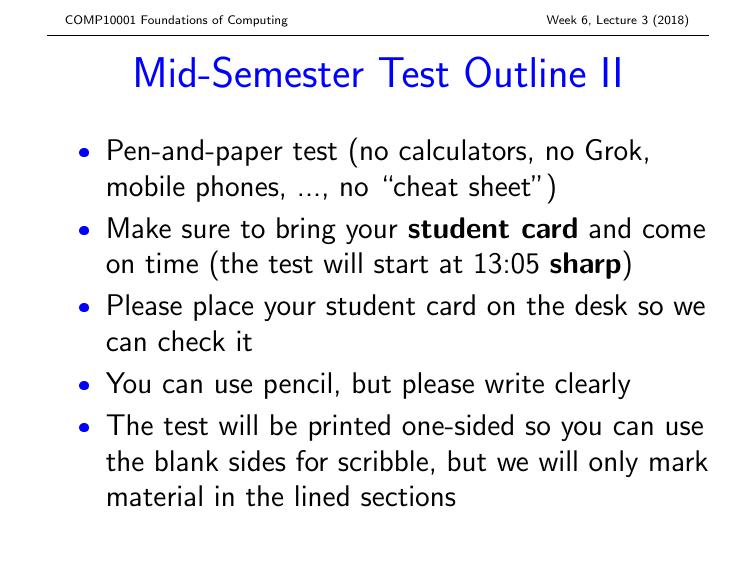 COMP10001 Foundations of Computing Week 6, Lecture 3 (2018)
Mid-Semester Test Outline II
• Pen-and-paper test (no calculators, no Grok,
mobile phones, ..., no “cheat sheet”)
• Make sure to bring your student card and come
on time (the test will start at 13:05 sharp)
• Please place your student card on the desk so we
can check it
• You can use pencil, but please write clearly
• The test will be printed one-sided so you can use
the blank sides for scribble, but we will only mark
material in the lined sections